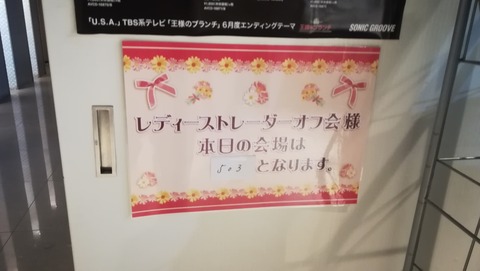 「U.S.A.」TBS系テレビ「王様のブランチ」6月度エンディングテーマ
SONIC GROOVE
レディーストレーダーオフ会様
本日の会場は
503 となります。